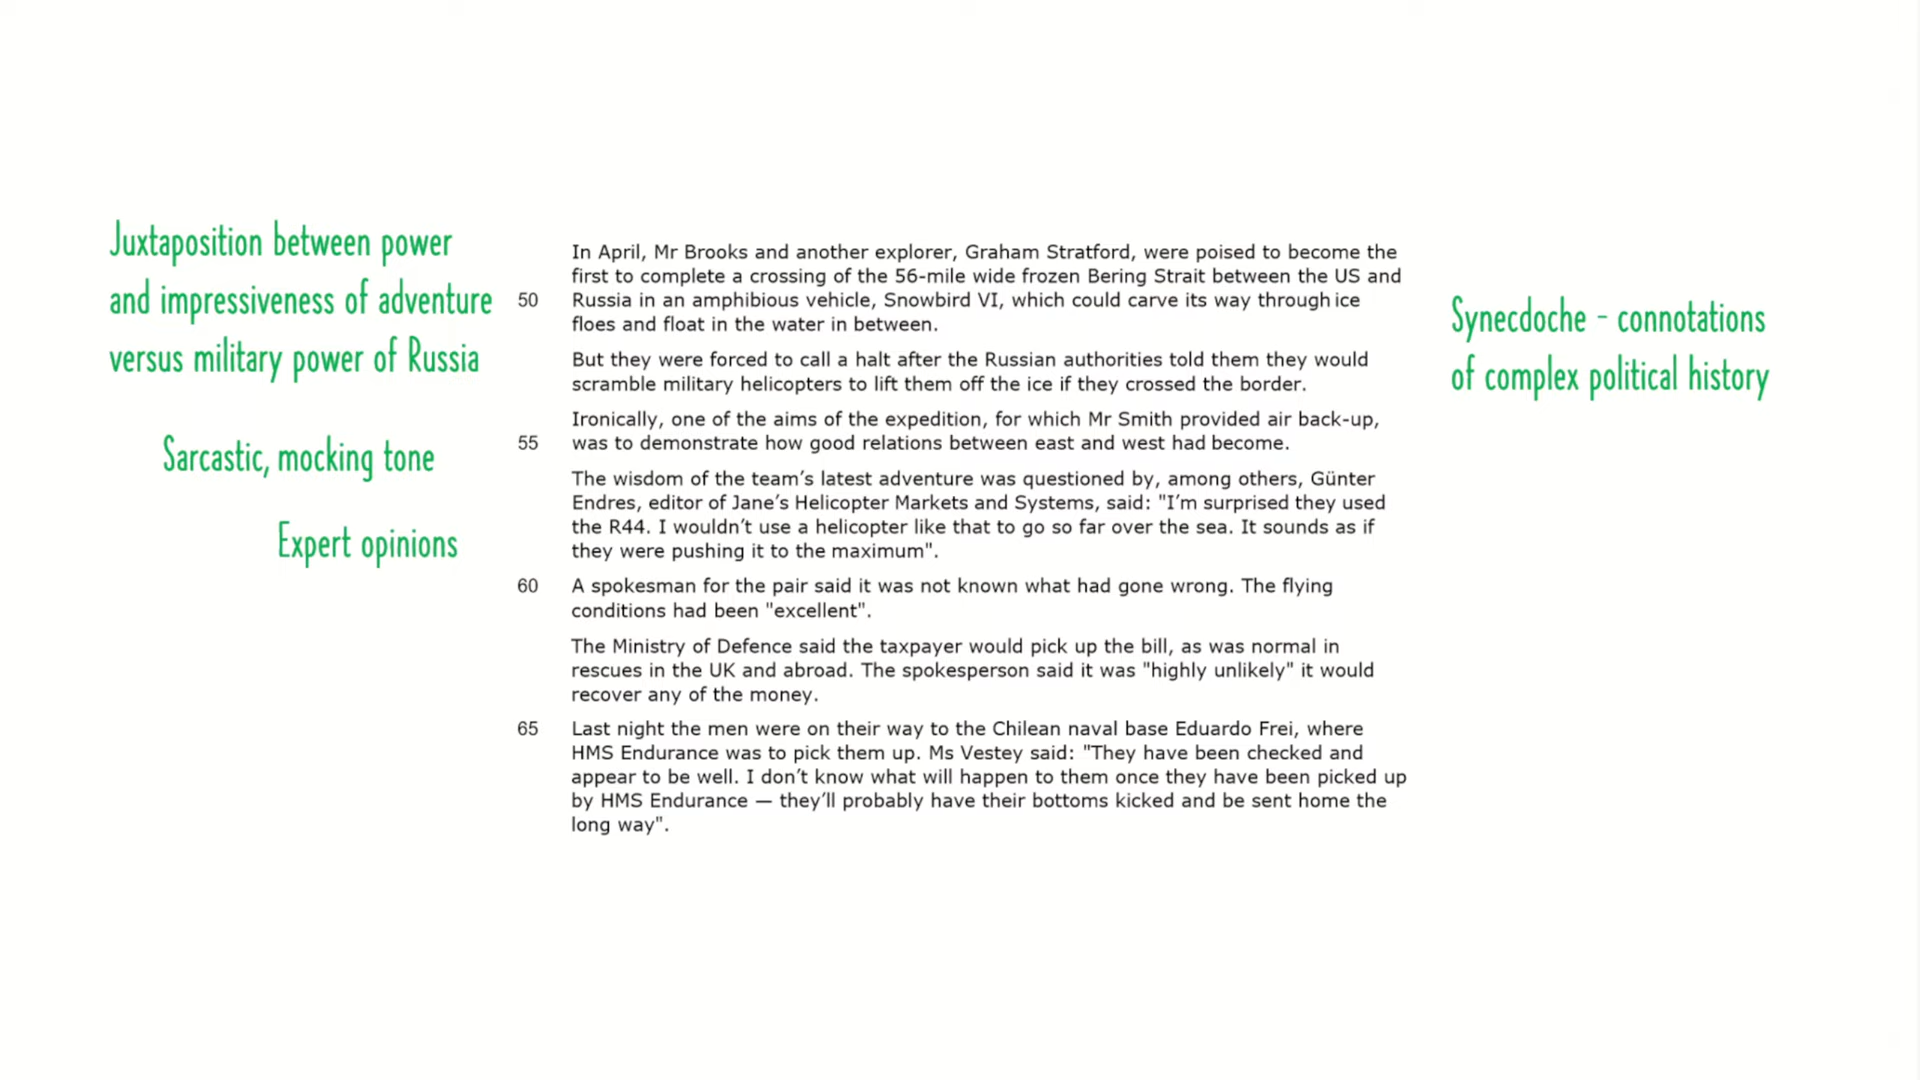 Juxtaposition between power
and impressiveness of adventure
versus military power of Russia
Sarcastic, mocking tone
Expert opinions
In April, Mr Brooks and another explorer, Graham Stratford, were poised to become the
first to complete a crossing of the 56-mile wide frozen Bering Strait between the US and
50 Russia in an amphibious vehicle, Snowbird VI, which could carve its way through ice
floes and float in the water in between.
But they were forced to call a halt after the Russian authorities told them they would
scramble military helicopters to lift them off the ice if they crossed the border.
Ironically, one of the aims of the expedition, for which Mr Smith provided air back-up,
55 was to demonstrate how good relations between east and west had become.
The wisdom of the team's latest adventure was questioned by, among others, Günter
Endres, editor of Jane's Helicopter Markets and Systems, said: "I'm surprised they used
the R44. I wouldn't use a helicopter like that to go so far over the sea. It sounds as if
they were pushing it to the maximum".
60 A spokesman for the pair said it was not known what had gone wrong. The flying
conditions had been "excellent".
The Ministry of Defence said the taxpayer would pick up the bill, as was normal in
rescues in the UK and abroad. The spokesperson said it was "highly unlikely" it would
recover any of the money.
65 Last night the men were on their way to the Chilean naval base Eduardo Frei, where
HMS Endurance was to pick them up. Ms Vestey said: "They have been checked and
appear to be well. I don't know what will happen to them once they have been picked up
by HMS Endurance — they'll probably have their bottoms kicked and be sent home the
long way".
Synecdoche - connotations
of complex political history